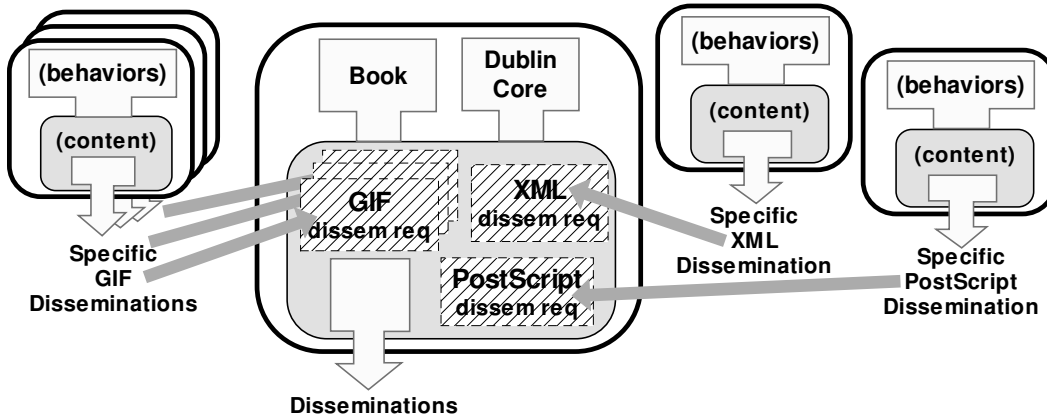 (behaviors)
(content)
Specific
GIF
Disseminations
Book
Dublin
Core
GIF
dissem req
XML
dissem req
PostScript
dissem req
Disseminations
(behaviors)
(content)
Specific
XML
Dissemination
(behaviors)
(content)
Specific
PostScript
Dissemination